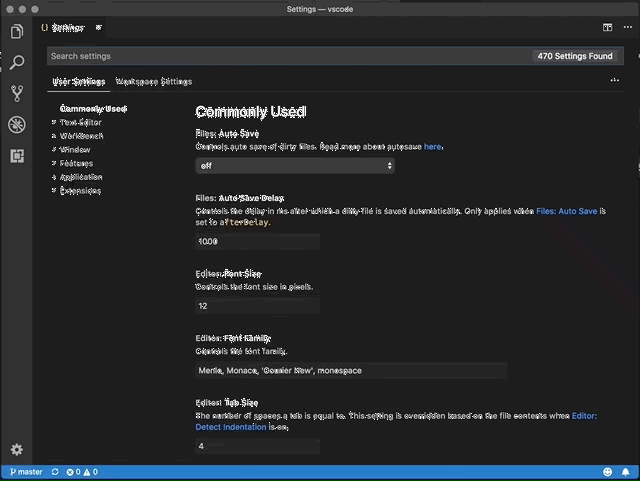 Settings — vscode
{} Settings
Search settings
470 Settings Found
User Settings Workspace Settings
Commonly Used
Text Editor
Workbench
Window
Features
Application
Extensions
Commonly Used
Files: Auto Save
Controls auto save of dirty files. Read more about autosave here.
off
Files: Auto Save Delay
Controls the delay in ms after which a dirty file is saved automatically. Only applies when Files: Auto Save is
set to afterDelay.
1000
Editor: Font Size
Controls the font size in pixels.
12
Editor: Font Family
Controls the font family.
Menlo, Monaco, 'Courier New', monospace
Editor: Tab Size
The number of spaces a tab is equal to. This setting is overridden based on the file contents when Editor:
Detect Indentation is on.
4
master 0 0